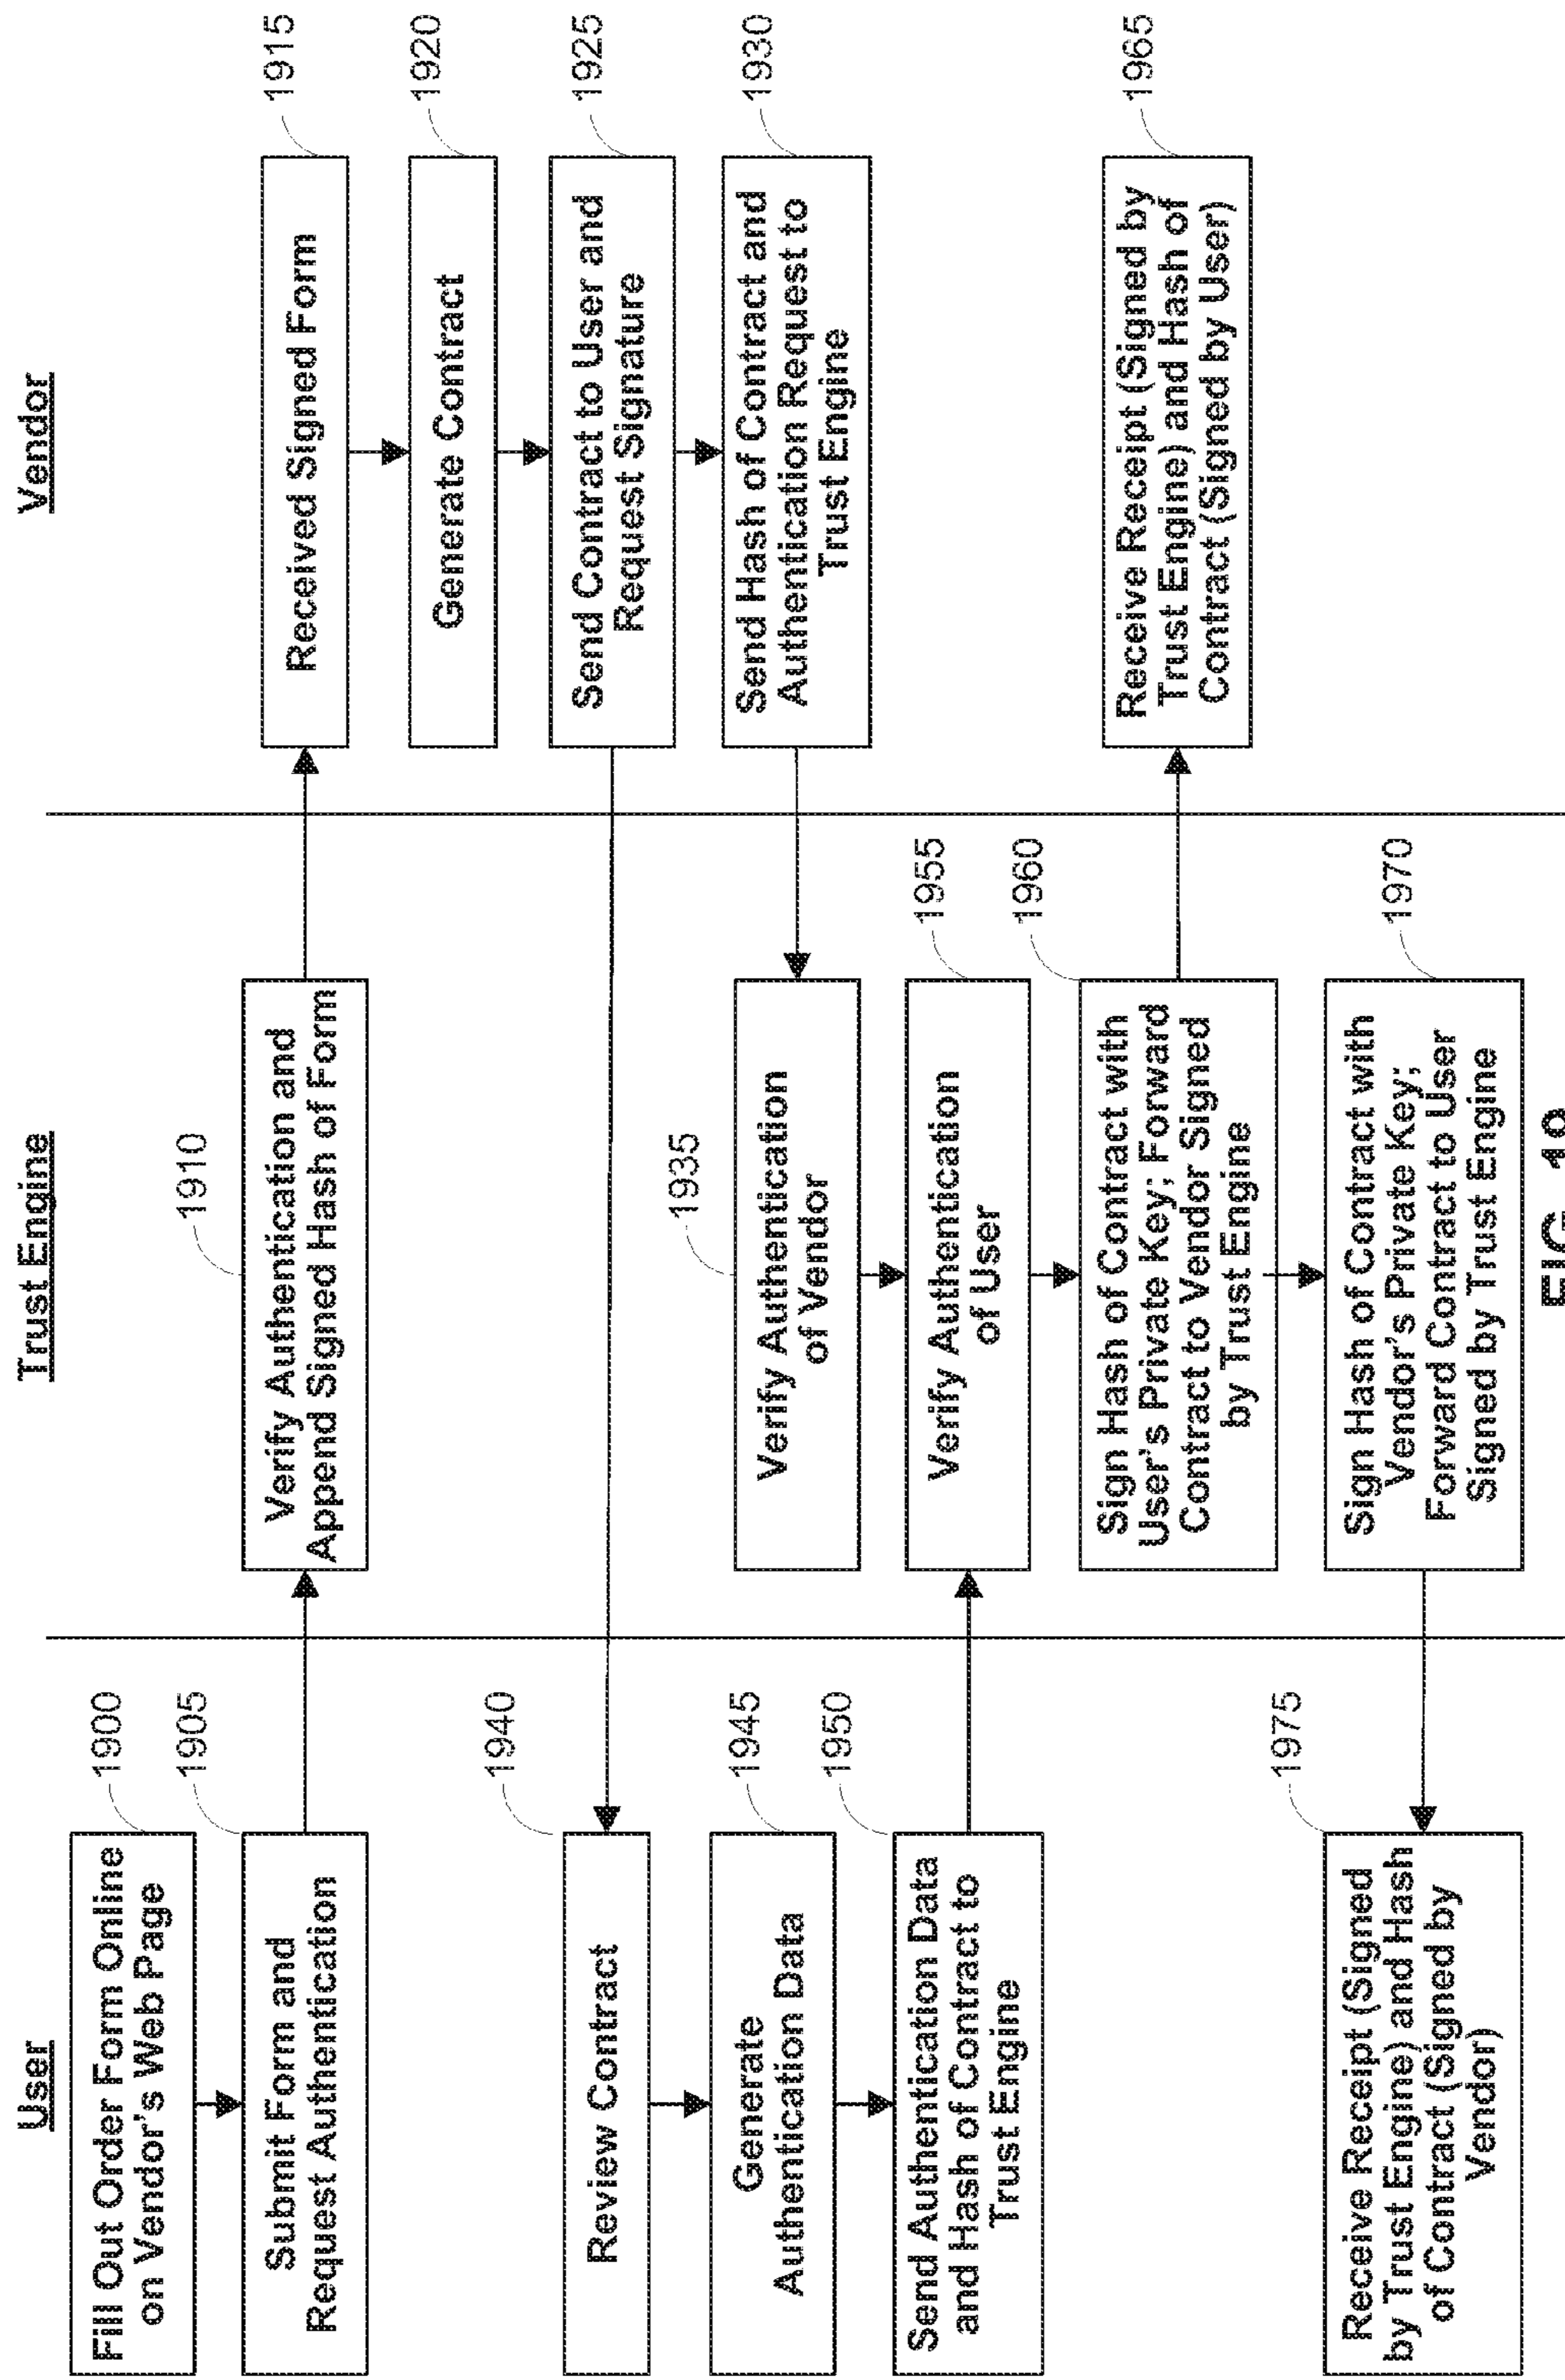 User
Fill Out Order Form Online
on Vendor's Web Page
1900
Submit Form and
Request Authentication
1905
Review Contract
1940
Generate
Authentication Data
1945
Send Authentication Data
and Hash of Contract to
Trust Engine
1950
Receive Receipt (Signed
by Trust Engine) and Hash
of Contract (Signed by
Vendor)
1975
Trust Engine
1910
Verify Authentication and
Append Signed Hash of Form
1935
Verify Authentication
of Vendor
1955
Verify Authentication
of User
1960
Sign Hash of Contract with
User's Private Key; Forward
Contract to Vendor Signed
by Trust Engine
1970
Sign Hash of Contract with
Vendor's Private Key;
Forward Contract to User
Signed by Trust Engine
Vendor
Received Signed Form
1915
Generate Contract
1920
Send Contract to User and
Request Signature
1925
Send Hash of Contract and
Authentication Request to
Trust Engine
1930
Receive Receipt (Signed by
Trust Engine) and Hash of
Contract (Signed by User)
1965
FIG.